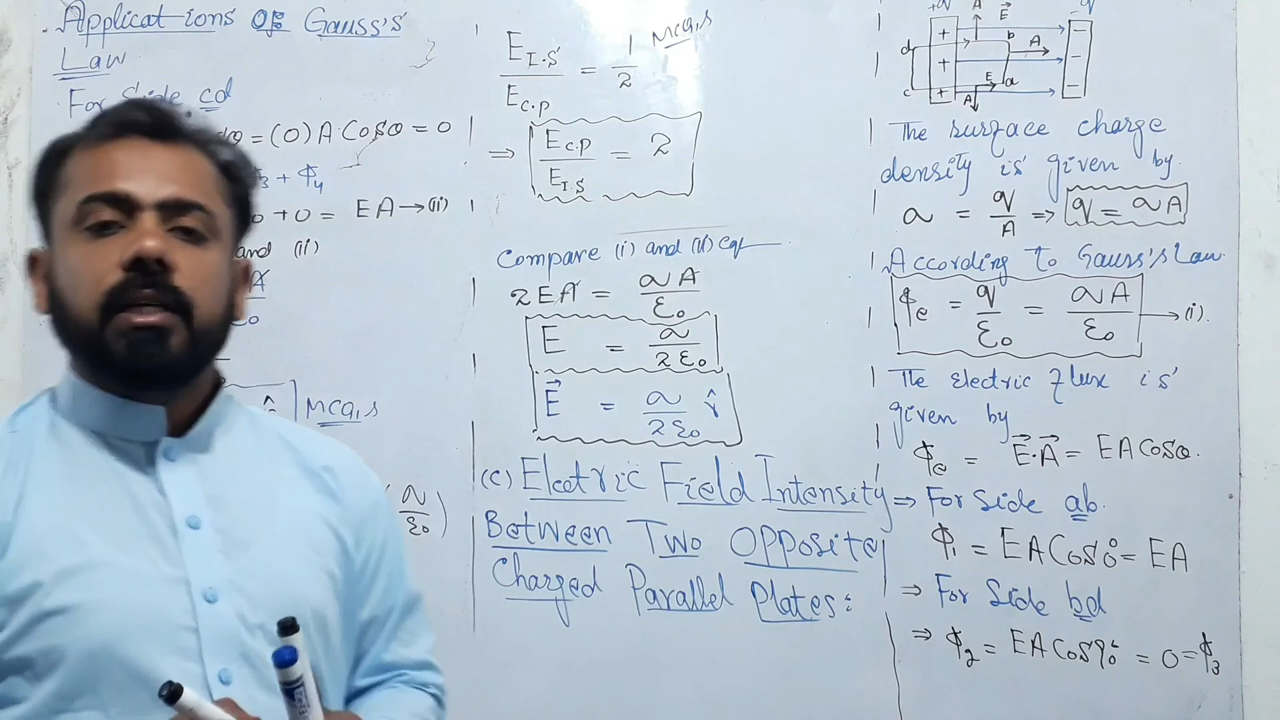 Applications OF Gauss's
Law
For Side cd
= (0) A Cosθ = 0
+ ϕ₄
+ 0 = EA → (ii)
and (ii)
MCQ,s
E I.S / E C.P = 1/2 MCQ,s
⇒ E C.P / E I.S = 2
Compare (i) and (ii) eq
2EA = σA / ε₀
E = σ / 2ε₀
E⃗ = σ / 2ε₀ r̂
(C) Electric Field Intensity
Between Two Opposite
Charged Parallel Plates:
+q A E⃗ -q
d + b A −
+ −
c + A E a −
The surface charge
density is given by
σ = q/A ⇒ q = σA
According to Gauss's Law.
ϕe = q/ε₀ = σA/ε₀ → (i).
The electric flux is
given by
ϕe = E⃗.A⃗ = EA Cosθ.
⇒ For Side ab.
ϕ₁ = EA Cos0° = EA
⇒ For Side bd
⇒ ϕ₂ = EA Cos90° = 0 = ϕ₃